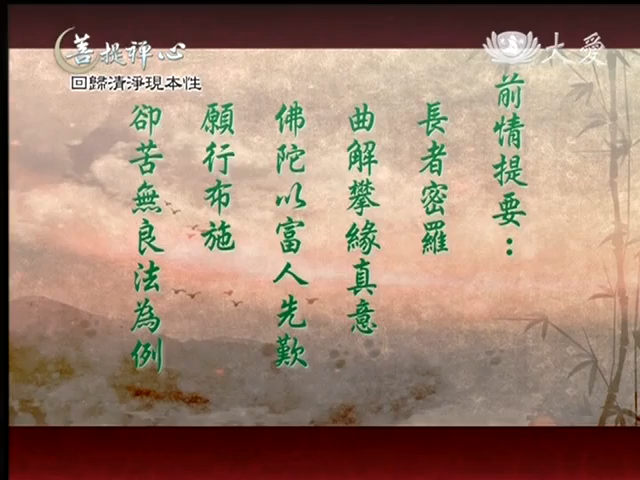 菩提禪心
回歸清淨現本性
大愛
前情提要：
長者密羅
曲解攀緣真意
佛陀以富人先歎
願行布施
卻苦無良法為例